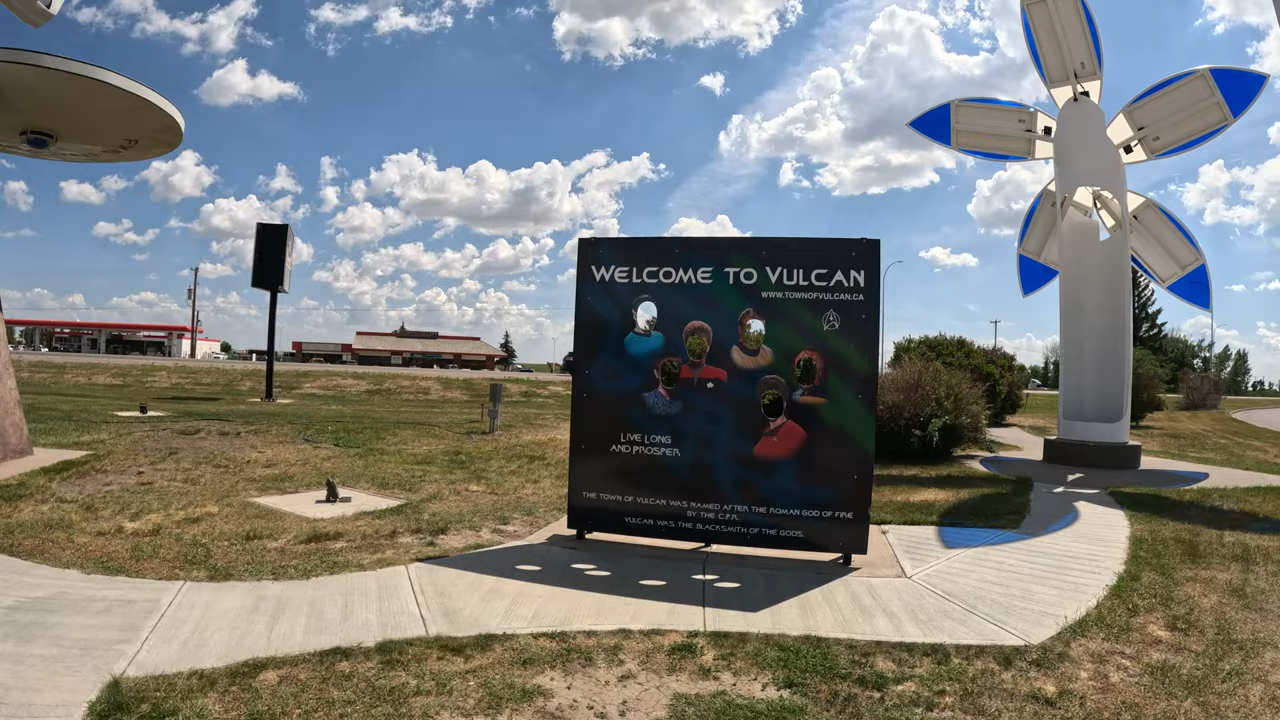 WELCOME TO VULCAN
WWW.TOWNOFVULCAN.CA
LIVE LONG
AND PROSPER
THE TOWN OF VULCAN WAS NAMED AFTER THE ROMAN GOD OF FIRE
BY THE C.P.R.
VULCAN WAS THE BLACKSMITH OF THE GODS.